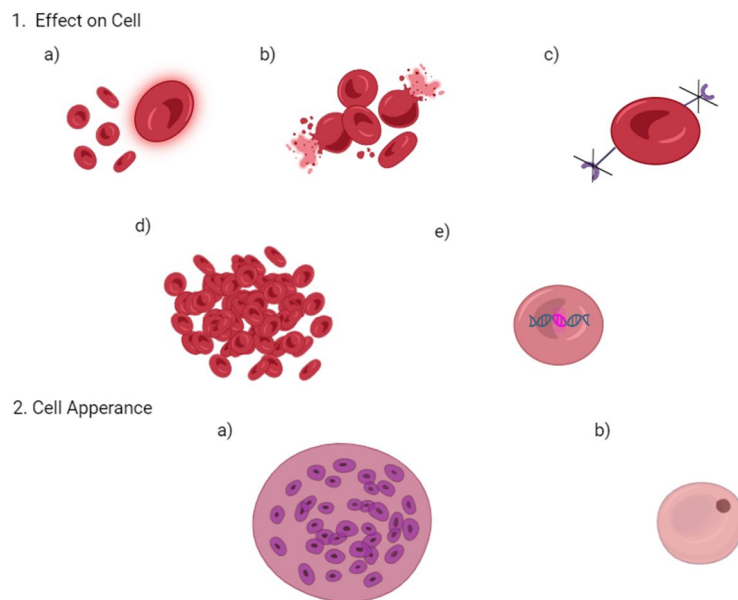 1. Effect on Cell
a)
b)
c)
d)
e)
2. Cell Apperance
a)
b)